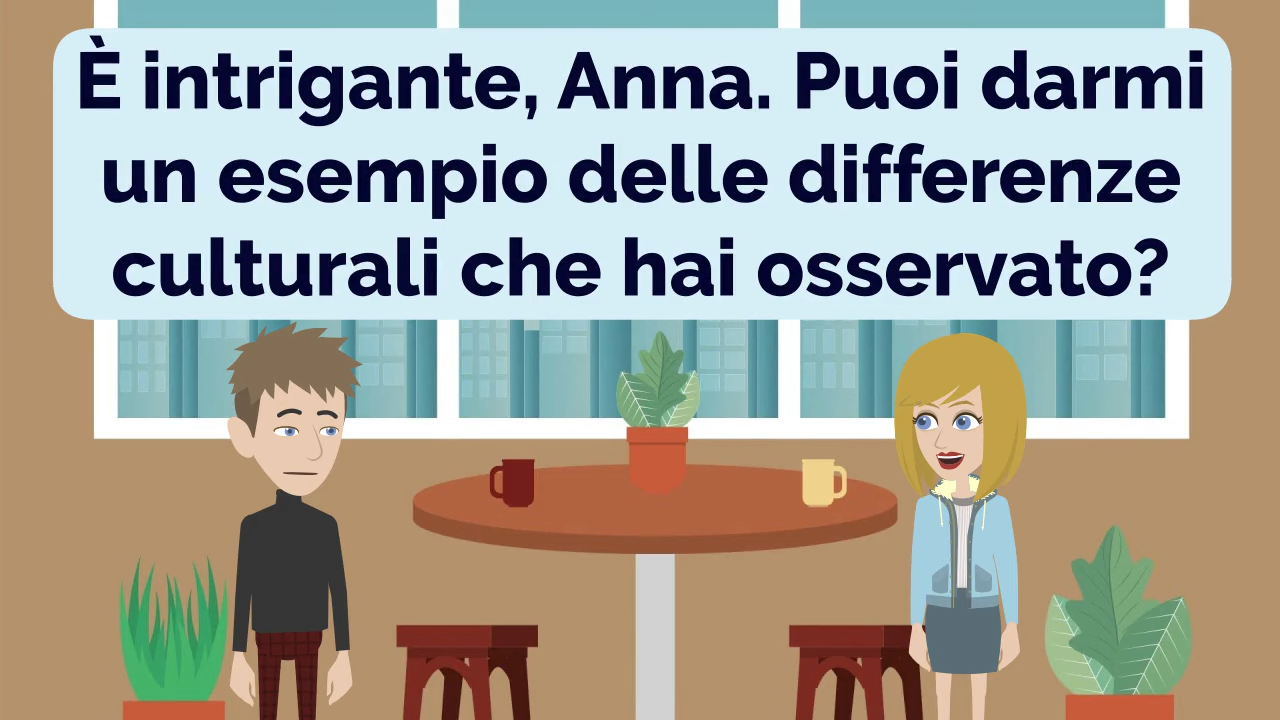 È intrigante, Anna. Puoi darmi
un esempio delle differenze
culturali che hai osservato?